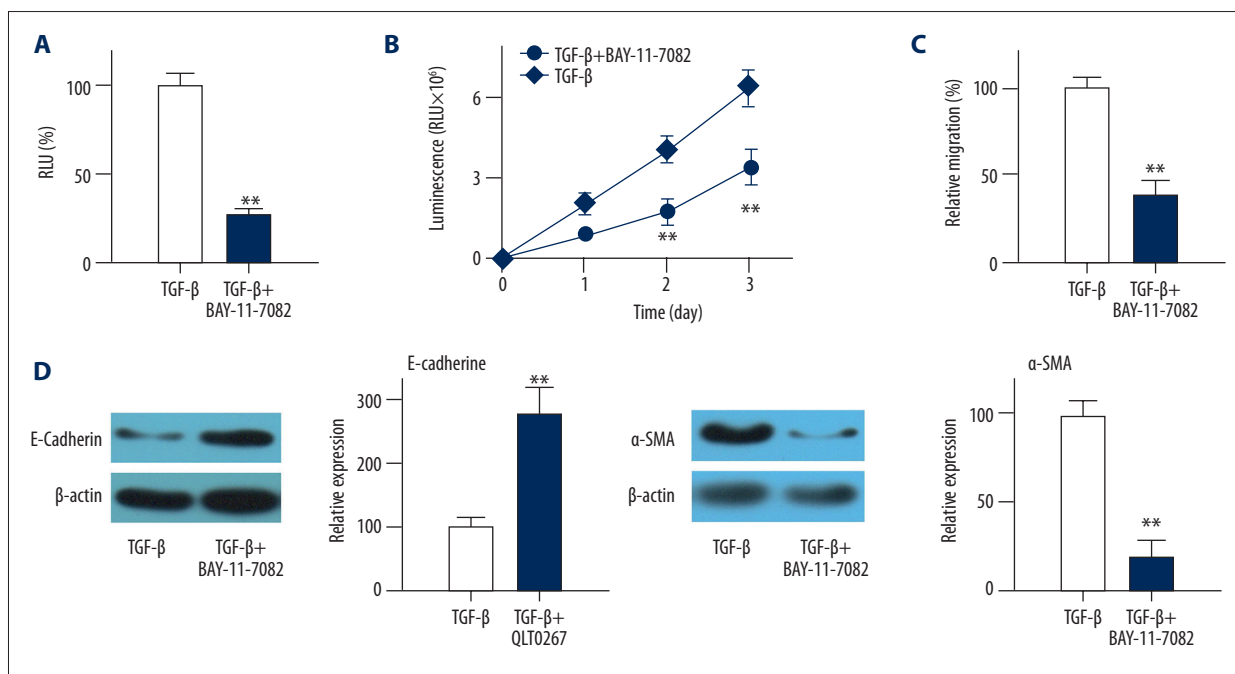 A
RLU (%)
100
50
0
TGF-β
TGF-β+
BAY-11-7082
**
B
Luminescence (RLU×10⁶)
6
3
0
TGF-β+BAY-11-7082
TGF-β
**
**
0
1
2
3
Time (day)
C
Relative migration (%)
100
50
0
**
TGF-β
TGF-β+
BAY-11-7082
D
E-Cadherin
β-actin
TGF-β
TGF-β+
BAY-11-7082
E-cadherine
Relative expression
300
200
100
0
**
TGF-β
TGF-β+
QLT0267
α-SMA
β-actin
TGF-β
TGF-β+
BAY-11-7082
α-SMA
Relative expression
100
50
0
**
TGF-β
TGF-β+
BAY-11-7082